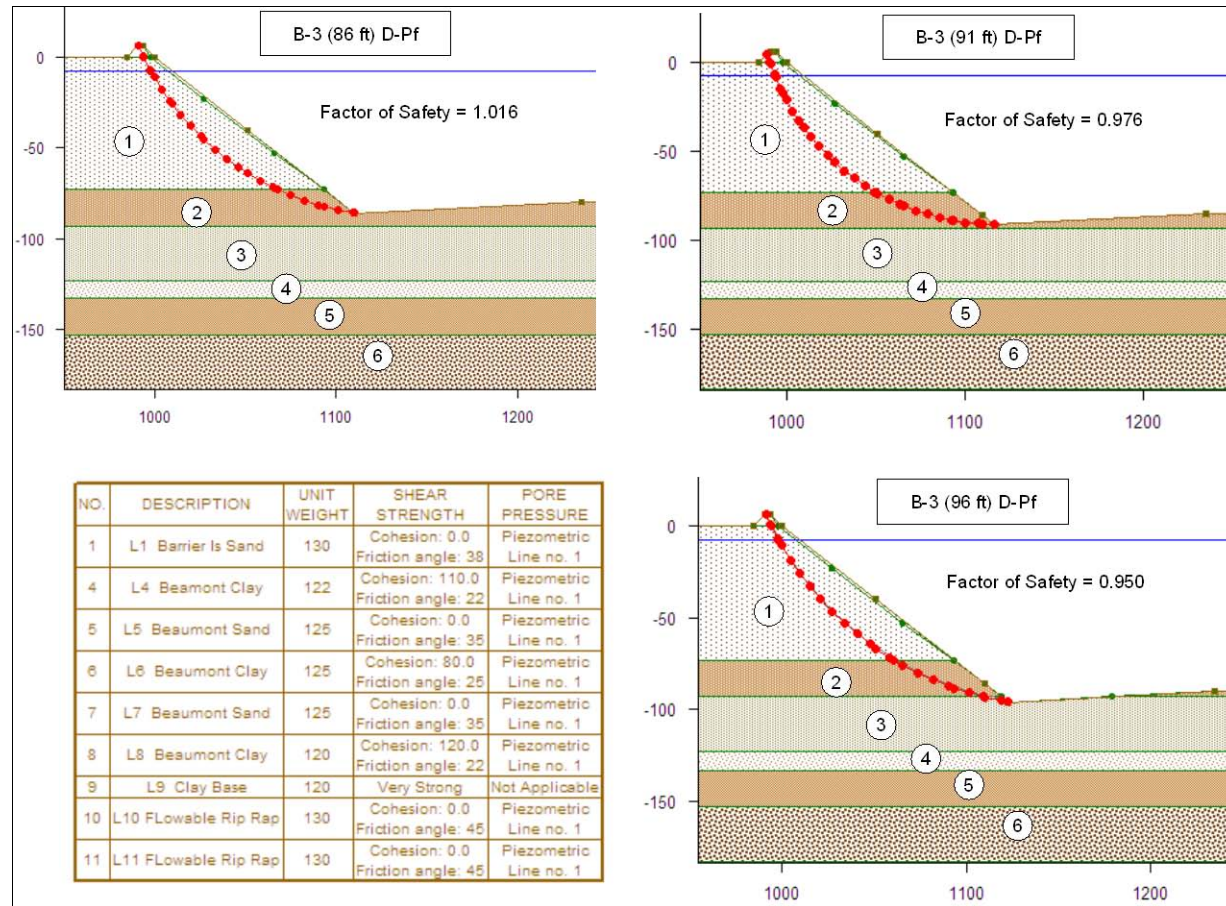 B-3 (86 ft) D-Pf
Factor of Safety = 1.016
0
-50
-100
-150
1
2
3
4
5
6
1000
1100
1200
B-3 (91 ft) D-Pf
Factor of Safety = 0.976
0
-50
-100
-150
1
2
3
4
5
6
1000
1100
1200
NO. DESCRIPTION UNIT WEIGHT SHEAR STRENGTH PORE PRESSURE
1 L1 Barrier Is Sand 130 Cohesion: 0.0 Friction angle: 38 Piezometric Line no. 1
4 L4 Beamont Clay 122 Cohesion: 110.0 Friction angle: 22 Piezometric Line no. 1
5 L5 Beaumont Sand 125 Cohesion: 0.0 Friction angle: 35 Piezometric Line no. 1
6 L6 Beaumont Clay 125 Cohesion: 80.0 Friction angle: 25 Piezometric Line no. 1
7 L7 Beaumont Sand 125 Cohesion: 0.0 Friction angle: 35 Piezometric Line no. 1
8 L8 Beaumont Clay 120 Cohesion: 120.0 Friction angle: 22 Piezometric Line no. 1
9 L9 Clay Base 120 Very Strong Not Applicable
10 L10 FLowable Rip Rap 130 Cohesion: 0.0 Friction angle: 45 Piezometric Line no. 1
11 L11 FLowable Rip Rap 130 Cohesion: 0.0 Friction angle: 45 Piezometric Line no. 1
B-3 (96 ft) D-Pf
Factor of Safety = 0.950
0
-50
-100
-150
1
2
3
4
5
6
1000
1100
1200